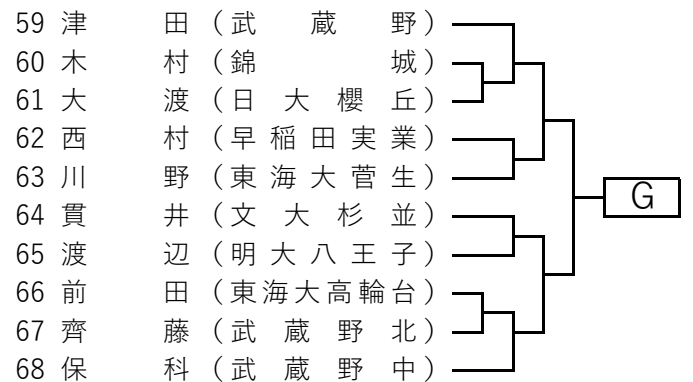 59 津田（武蔵野）
60 木村（錦城）
61 大渡（日大櫻丘）
62 西村（早稲田実業）
63 川野（東海大菅生）
64 貫井（文大杉並）
G
65 渡辺（明大八王子）
66 前田（東海大高輪台）
67 齊藤（武蔵野北）
68 保科（武蔵野中）